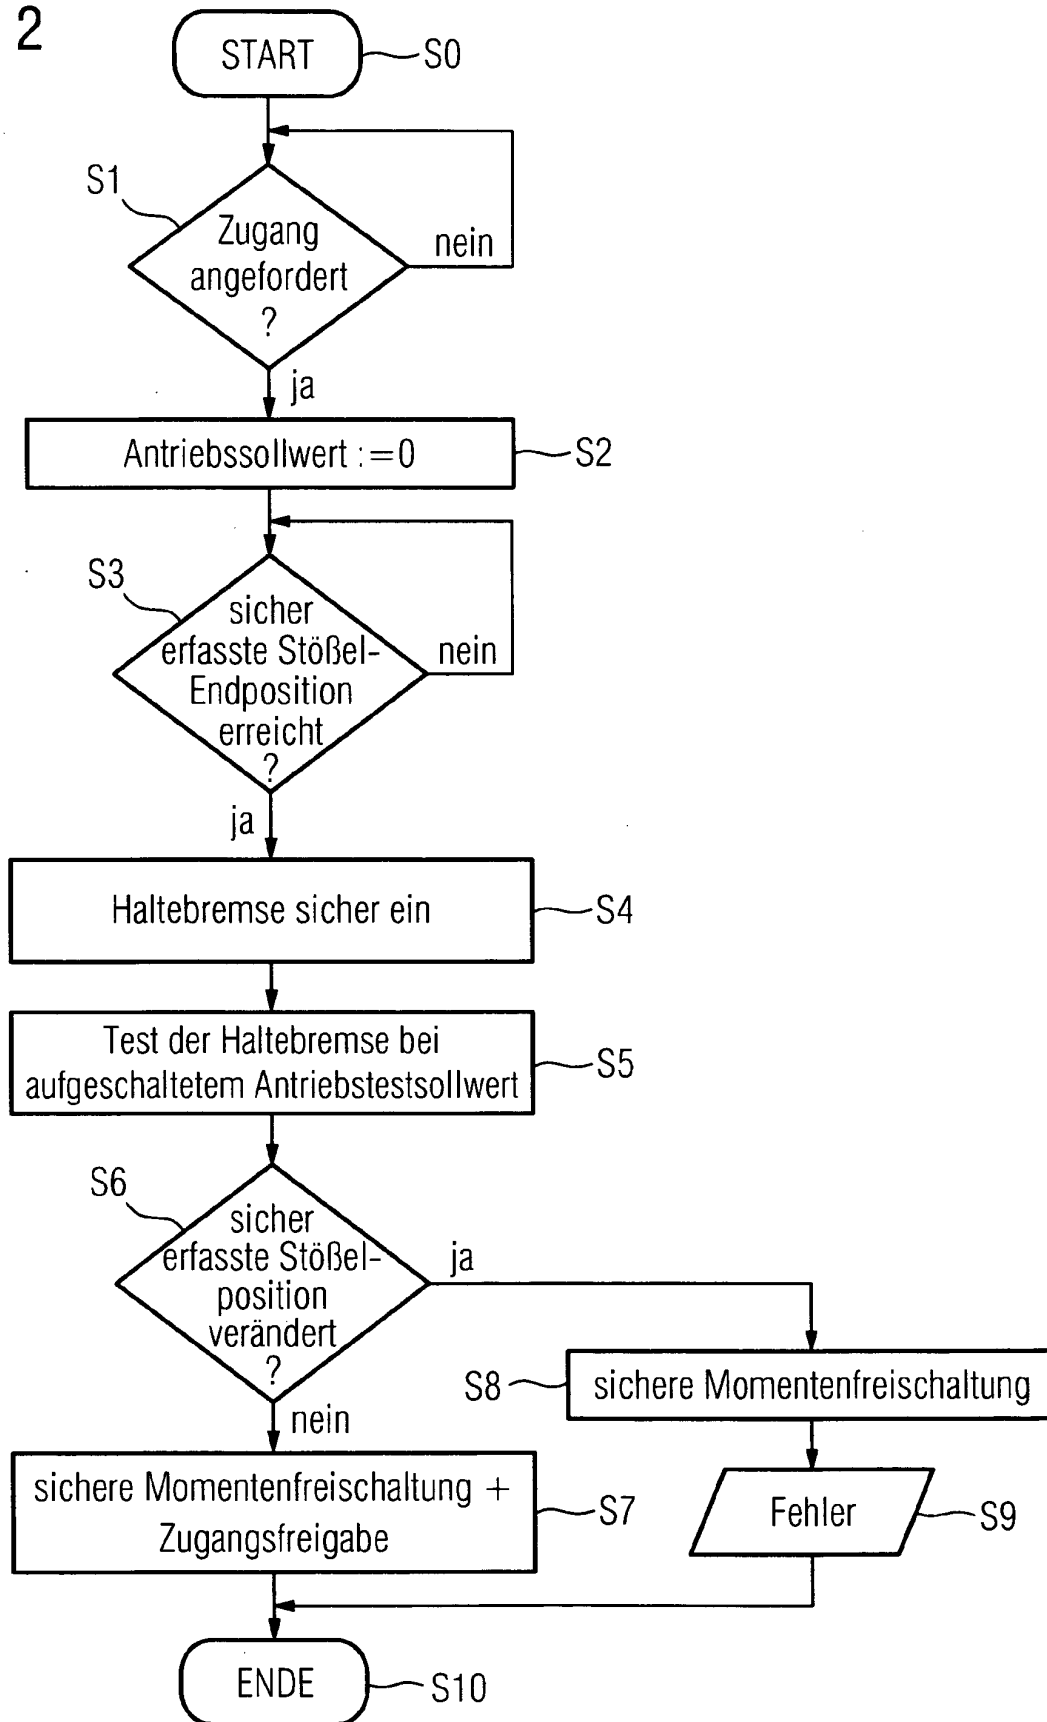 2
START
S0
S1
Zugang
angefordert
?
nein
ja
Antriebssollwert :=0
S2
S3
sicher
erfasste Stößel-
Endposition
erreicht
?
nein
ja
Haltebremse sicher ein
S4
Test der Haltebremse bei
aufgeschaltetem Antriebstestsollwert
S5
S6
sicher
erfasste Stößel-
position
verändert
?
ja
nein
S8
sichere Momentenfreischaltung
sichere Momentenfreischaltung +
Zugangsfreigabe
S7
Fehler
S9
ENDE
S10